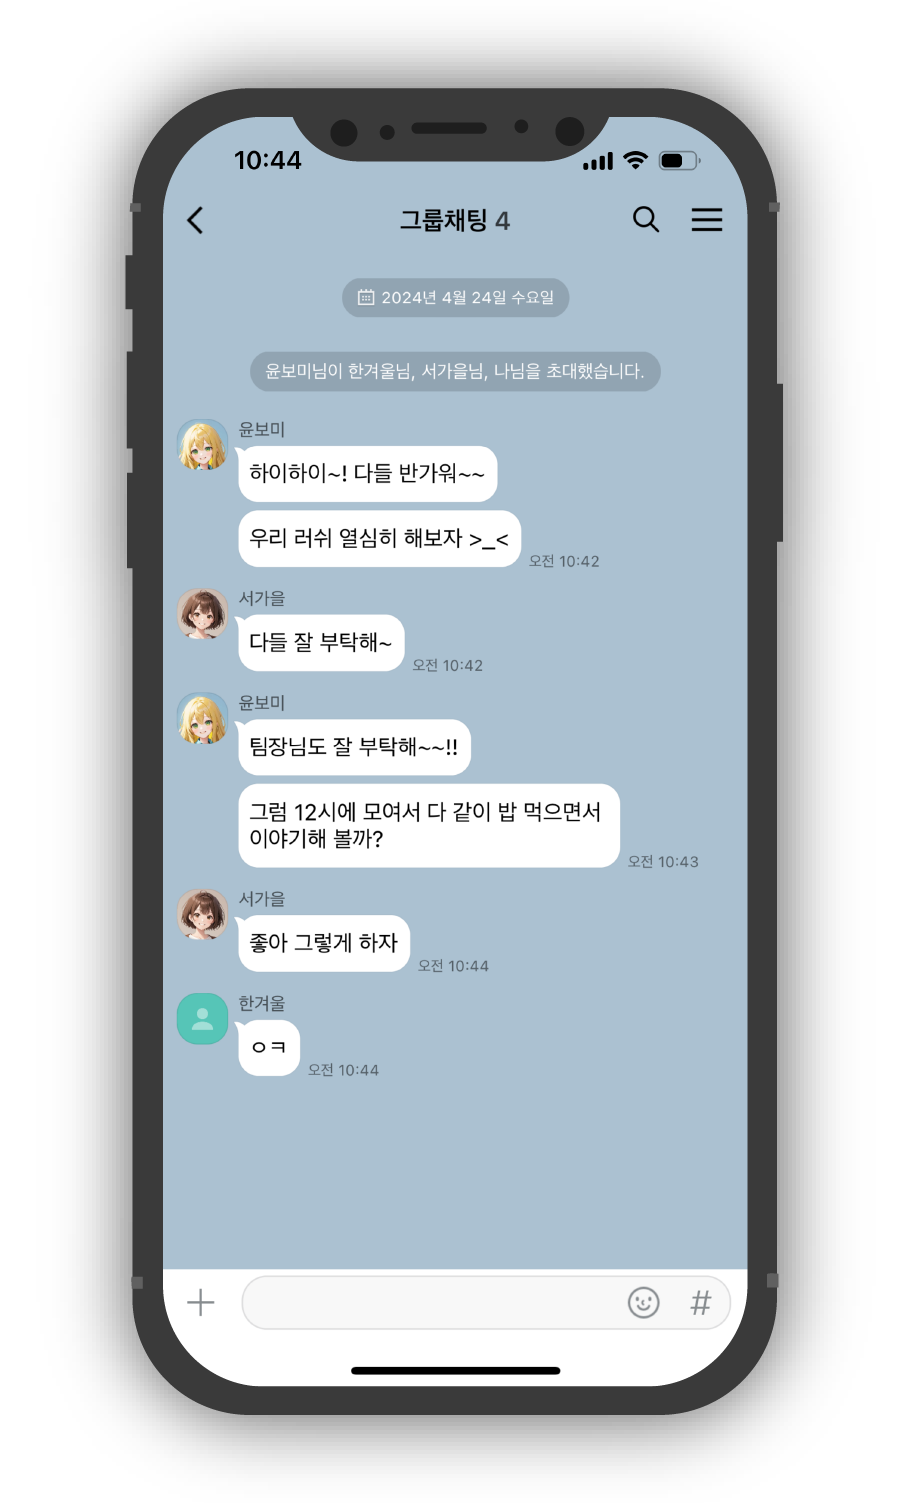 10:44
그룹채팅 4
2024년 4월 24일 수요일
윤보미님이 한겨울님, 서가을님, 나님을 초대했습니다.
윤보미
하이하이~! 다들 반가워~~
우리 러쉬 열심히 해보자 >_<
오전 10:42
서가을
다들 잘 부탁해~
오전 10:42
윤보미
팀장님도 잘 부탁해~~!!
그럼 12시에 모여서 다 같이 밥 먹으면서
이야기해 볼까?
오전 10:43
서가을
좋아 그렇게 하자
오전 10:44
한겨울
ㅇㅋ
오전 10:44
#